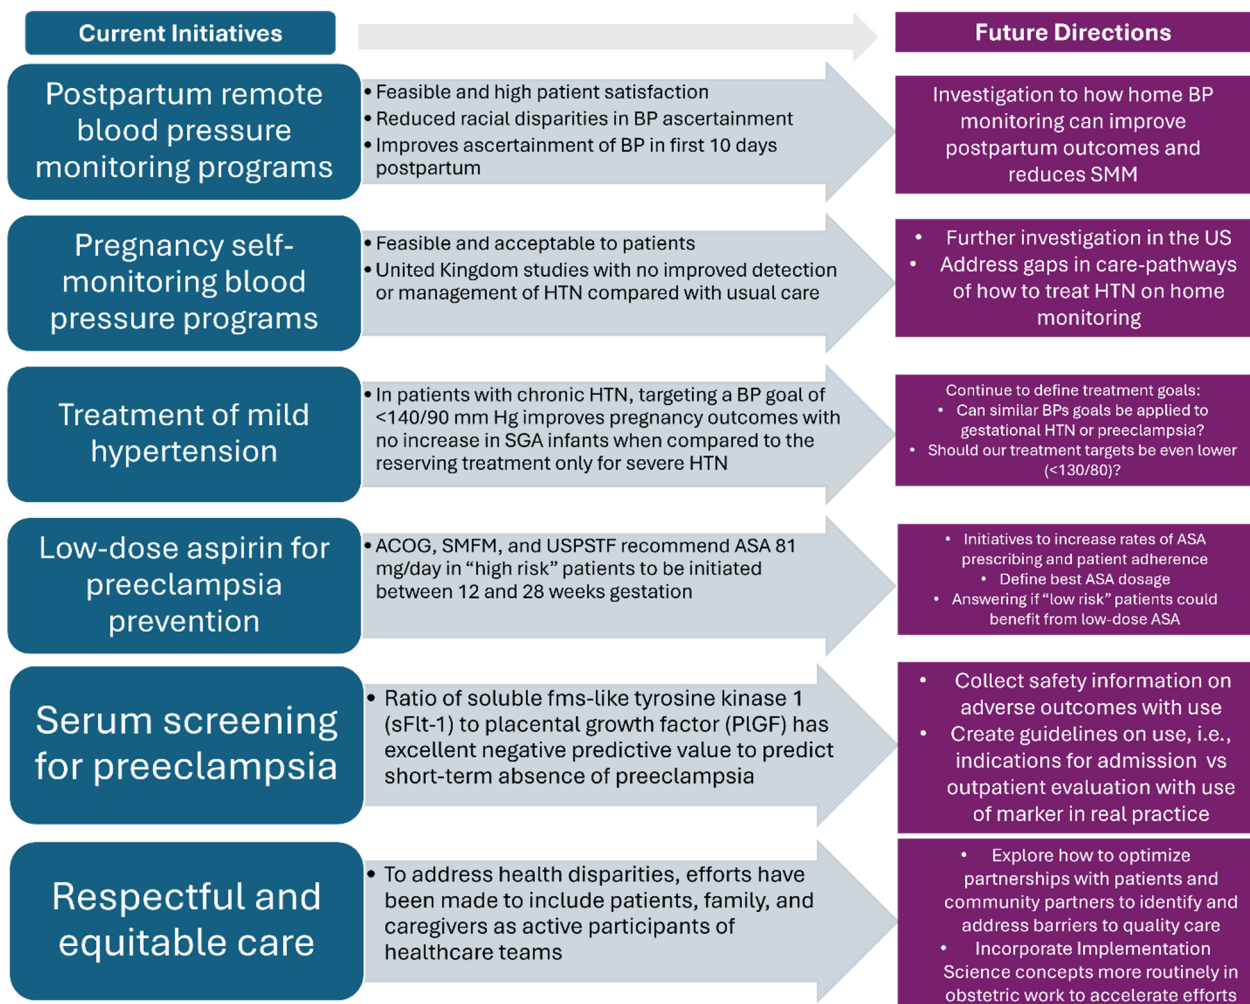 Current Initiatives
Future Directions
Postpartum remote
blood pressure
monitoring programs
• Feasible and high patient satisfaction
• Reduced racial disparities in BP ascertainment
• Improves ascertainment of BP in first 10 days
postpartum
Investigation to how home BP
monitoring can improve
postpartum outcomes and
reduces SMM
Pregnancy self-
monitoring blood
pressure programs
• Feasible and acceptable to patients
• United Kingdom studies with no improved detection
or management of HTN compared with usual care
• Further investigation in the US
• Address gaps in care-pathways
of how to treat HTN on home
monitoring
Treatment of mild
hypertension
• In patients with chronic HTN, targeting a BP goal of
<140/90 mm Hg improves pregnancy outcomes with
no increase in SGA infants when compared to the
reserving treatment only for severe HTN
Continue to define treatment goals:
• Can similar BPs goals be applied to
gestational HTN or preeclampsia?
• Should our treatment targets be even lower
(<130/80)?
Low-dose aspirin for
preeclampsia
prevention
• ACOG, SMFM, and USPSTF recommend ASA 81
mg/day in “high risk” patients to be initiated
between 12 and 28 weeks gestation
• Initiatives to increase rates of ASA
prescribing and patient adherence
• Define best ASA dosage
• Answering if “low risk” patients could
benefit from low-dose ASA
Serum screening
for preeclampsia
• Ratio of soluble fms-like tyrosine kinase 1
(sFlt-1) to placental growth factor (PlGF) has
excellent negative predictive value to predict
short-term absence of preeclampsia
• Collect safety information on
adverse outcomes with use
• Create guidelines on use, i.e.,
indications for admission vs
outpatient evaluation with use
of marker in real practice
Respectful and
equitable care
• To address health disparities, efforts have
been made to include patients, family, and
caregivers as active participants of
healthcare teams
• Explore how to optimize
partnerships with patients and
community partners to identify and
address barriers to quality care
• Incorporate Implementation
Science concepts more routinely in
obstetric work to accelerate efforts